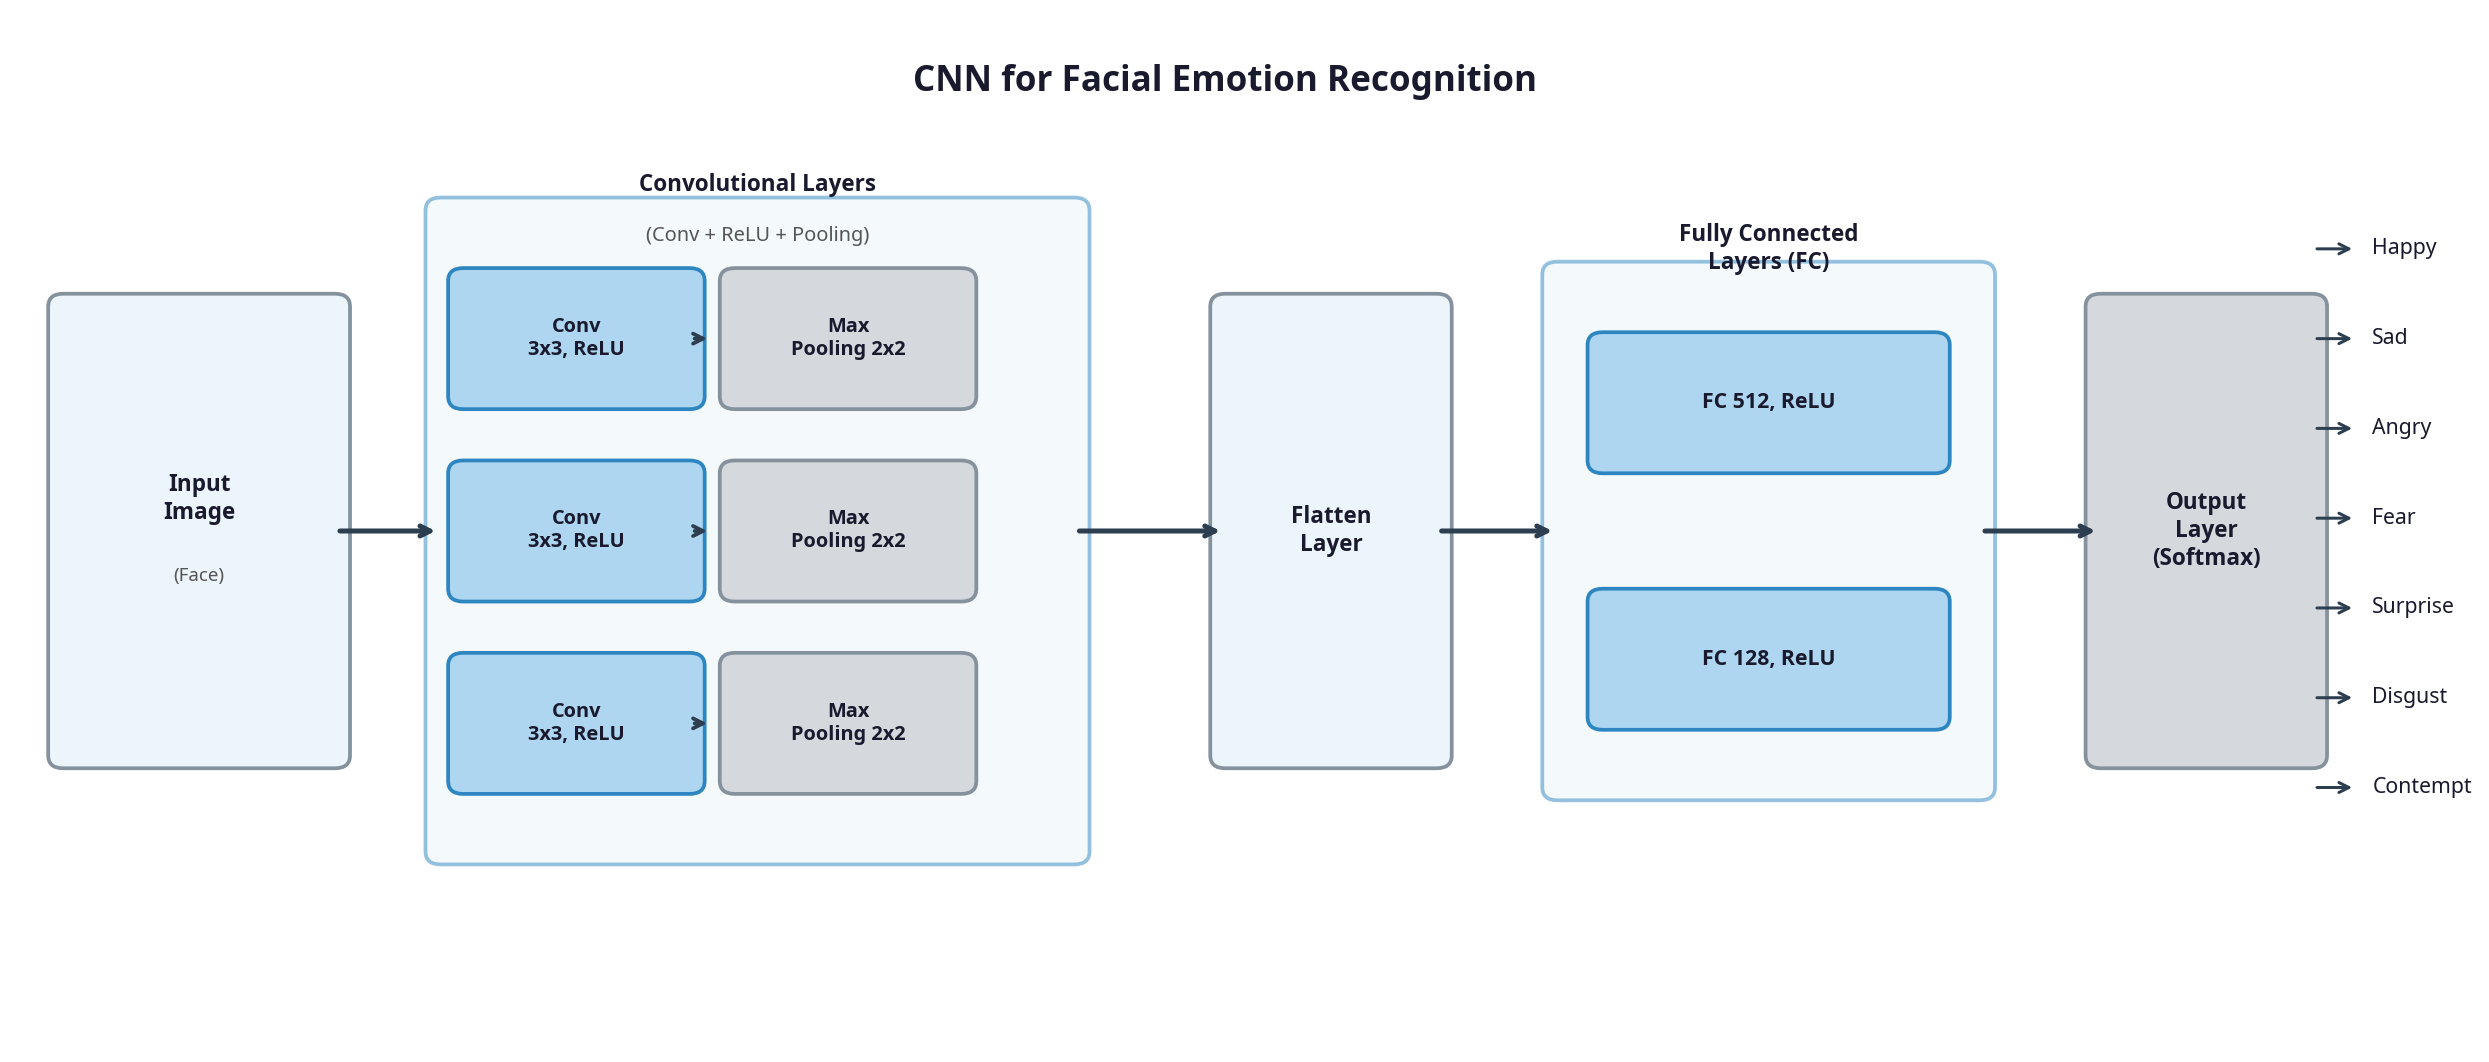 CNN for Facial Emotion Recognition
Input
Image
(Face)
Convolutional Layers
(Conv + ReLU + Pooling)
Conv
3x3, ReLU
Max
Pooling 2x2
Conv
3x3, ReLU
Max
Pooling 2x2
Conv
3x3, ReLU
Max
Pooling 2x2
Flatten
Layer
Fully Connected
Layers (FC)
FC 512, ReLU
FC 128, ReLU
Output
Layer
(Softmax)
Happy
Sad
Angry
Fear
Surprise
Disgust
Contempt